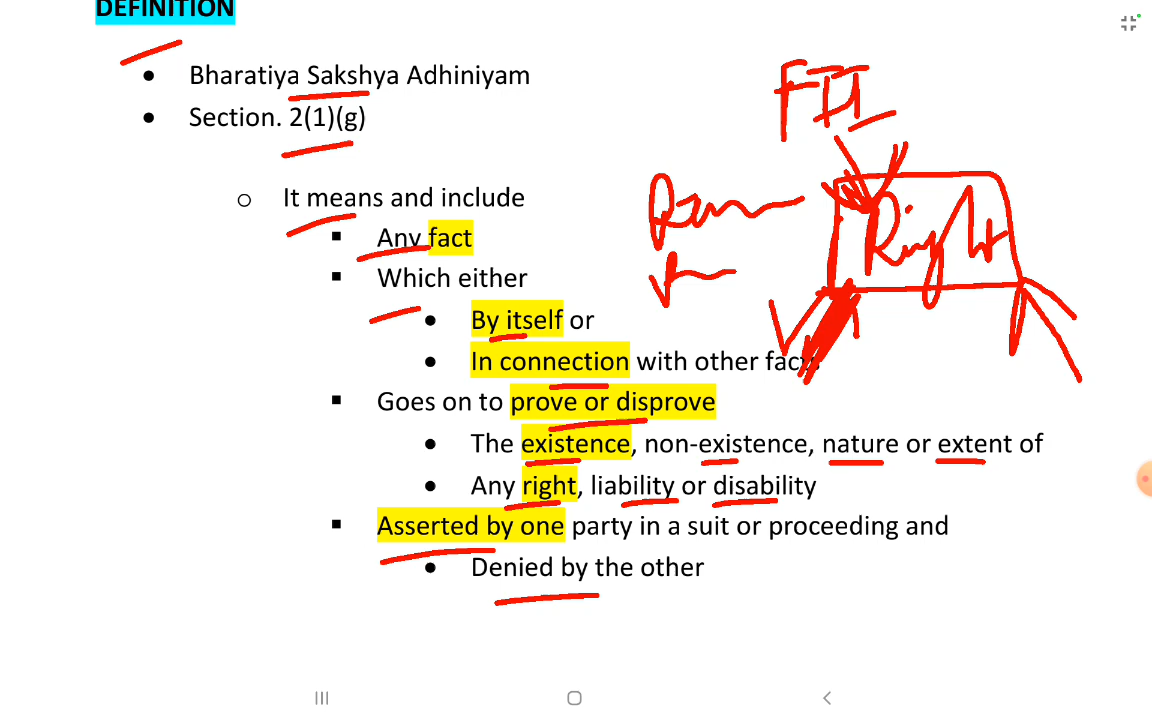 DEFINITION
• Bharatiya Sakshya Adhiniyam
• Section. 2(1)(g)
FII
o It means and include
Right
▪ Any fact
▪ Which either
• By itself or
• In connection with other facts
▪ Goes on to prove or disprove
• The existence, non-existence, nature or extent of
• Any right, liability or disability
▪ Asserted by one party in a suit or proceeding and
• Denied by the other